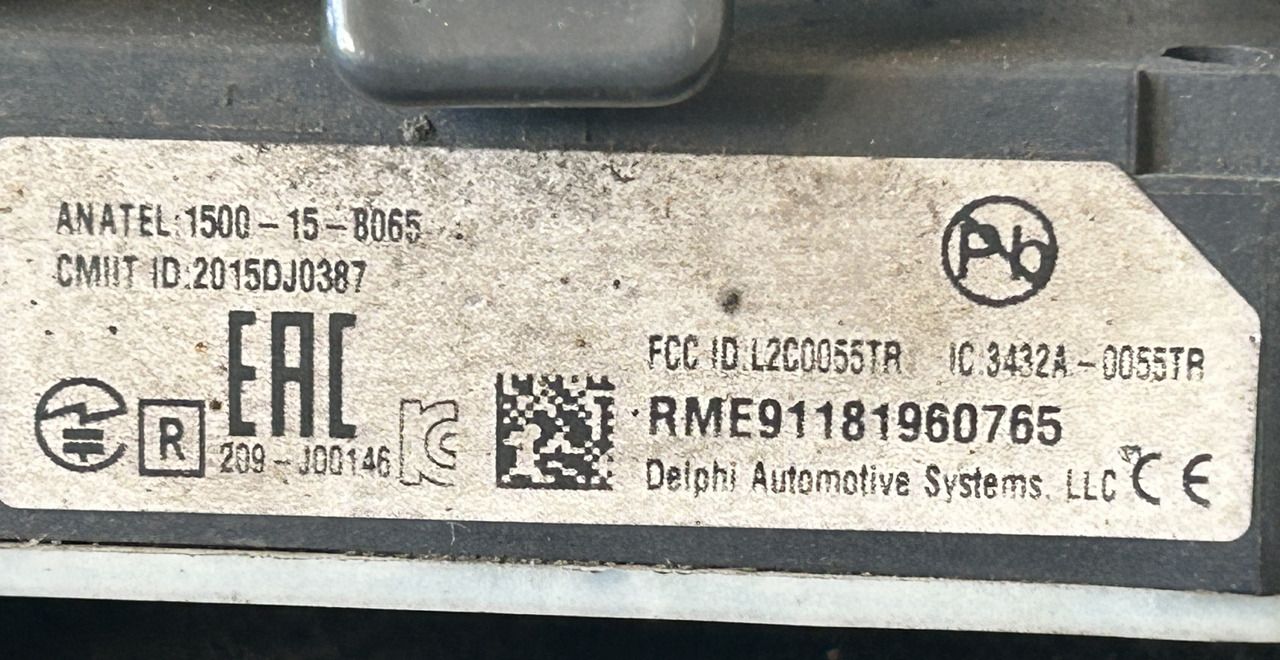 ANATEL:1500-15-8065
CMIIT ID:2015DJ0387
EAC
R
209-J00146
KC
Pb
FCC ID:L2C0055TR IC:3432A-0055TR
RME91181960765
Delphi Automotive Systems, LLC CE